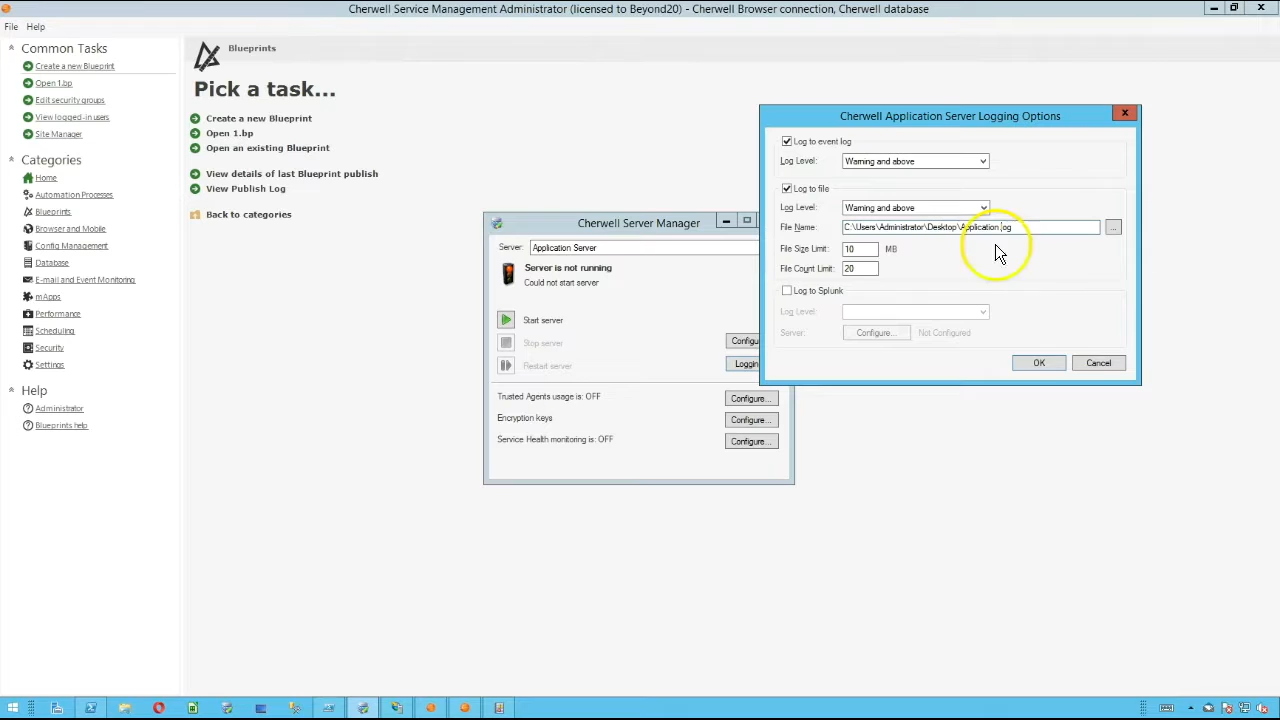 Cherwell Service Management Administrator (licensed to Beyond20) - Cherwell Browser connection, Cherwell database
File Help
Common Tasks
Create a new Blueprint
Open 1.bp
Edit security groups
View logged-in users
Site Manager
Categories
Home
Automation Processes
Blueprints
Browser and Mobile
Config Management
Database
E-mail and Event Monitoring
mApps
Performance
Scheduling
Security
Settings
Help
Administrator
Blueprints help
Blueprints
Pick a task...
Create a new Blueprint
Open 1.bp
Open an existing Blueprint
View details of last Blueprint publish
View Publish Log
Back to categories
Cherwell Server Manager
Server: Application Server
Server is not running
Could not start server
Start server
Stop server
Configu
Restart server
Loggin
Trusted Agents usage is: OFF
Configure...
Encryption keys
Configure...
Service Health monitoring is: OFF
Configure...
Cherwell Application Server Logging Options
Log to event log
Log Level: Warning and above
Log to file
Log Level: Warning and above
File Name: C:\Users\Administrator\Desktop\Application log
...
File Size Limit: 10 MB
File Count Limit: 20
Log to Splunk
Log Level:
Server: Configure... Not Configured
OK Cancel